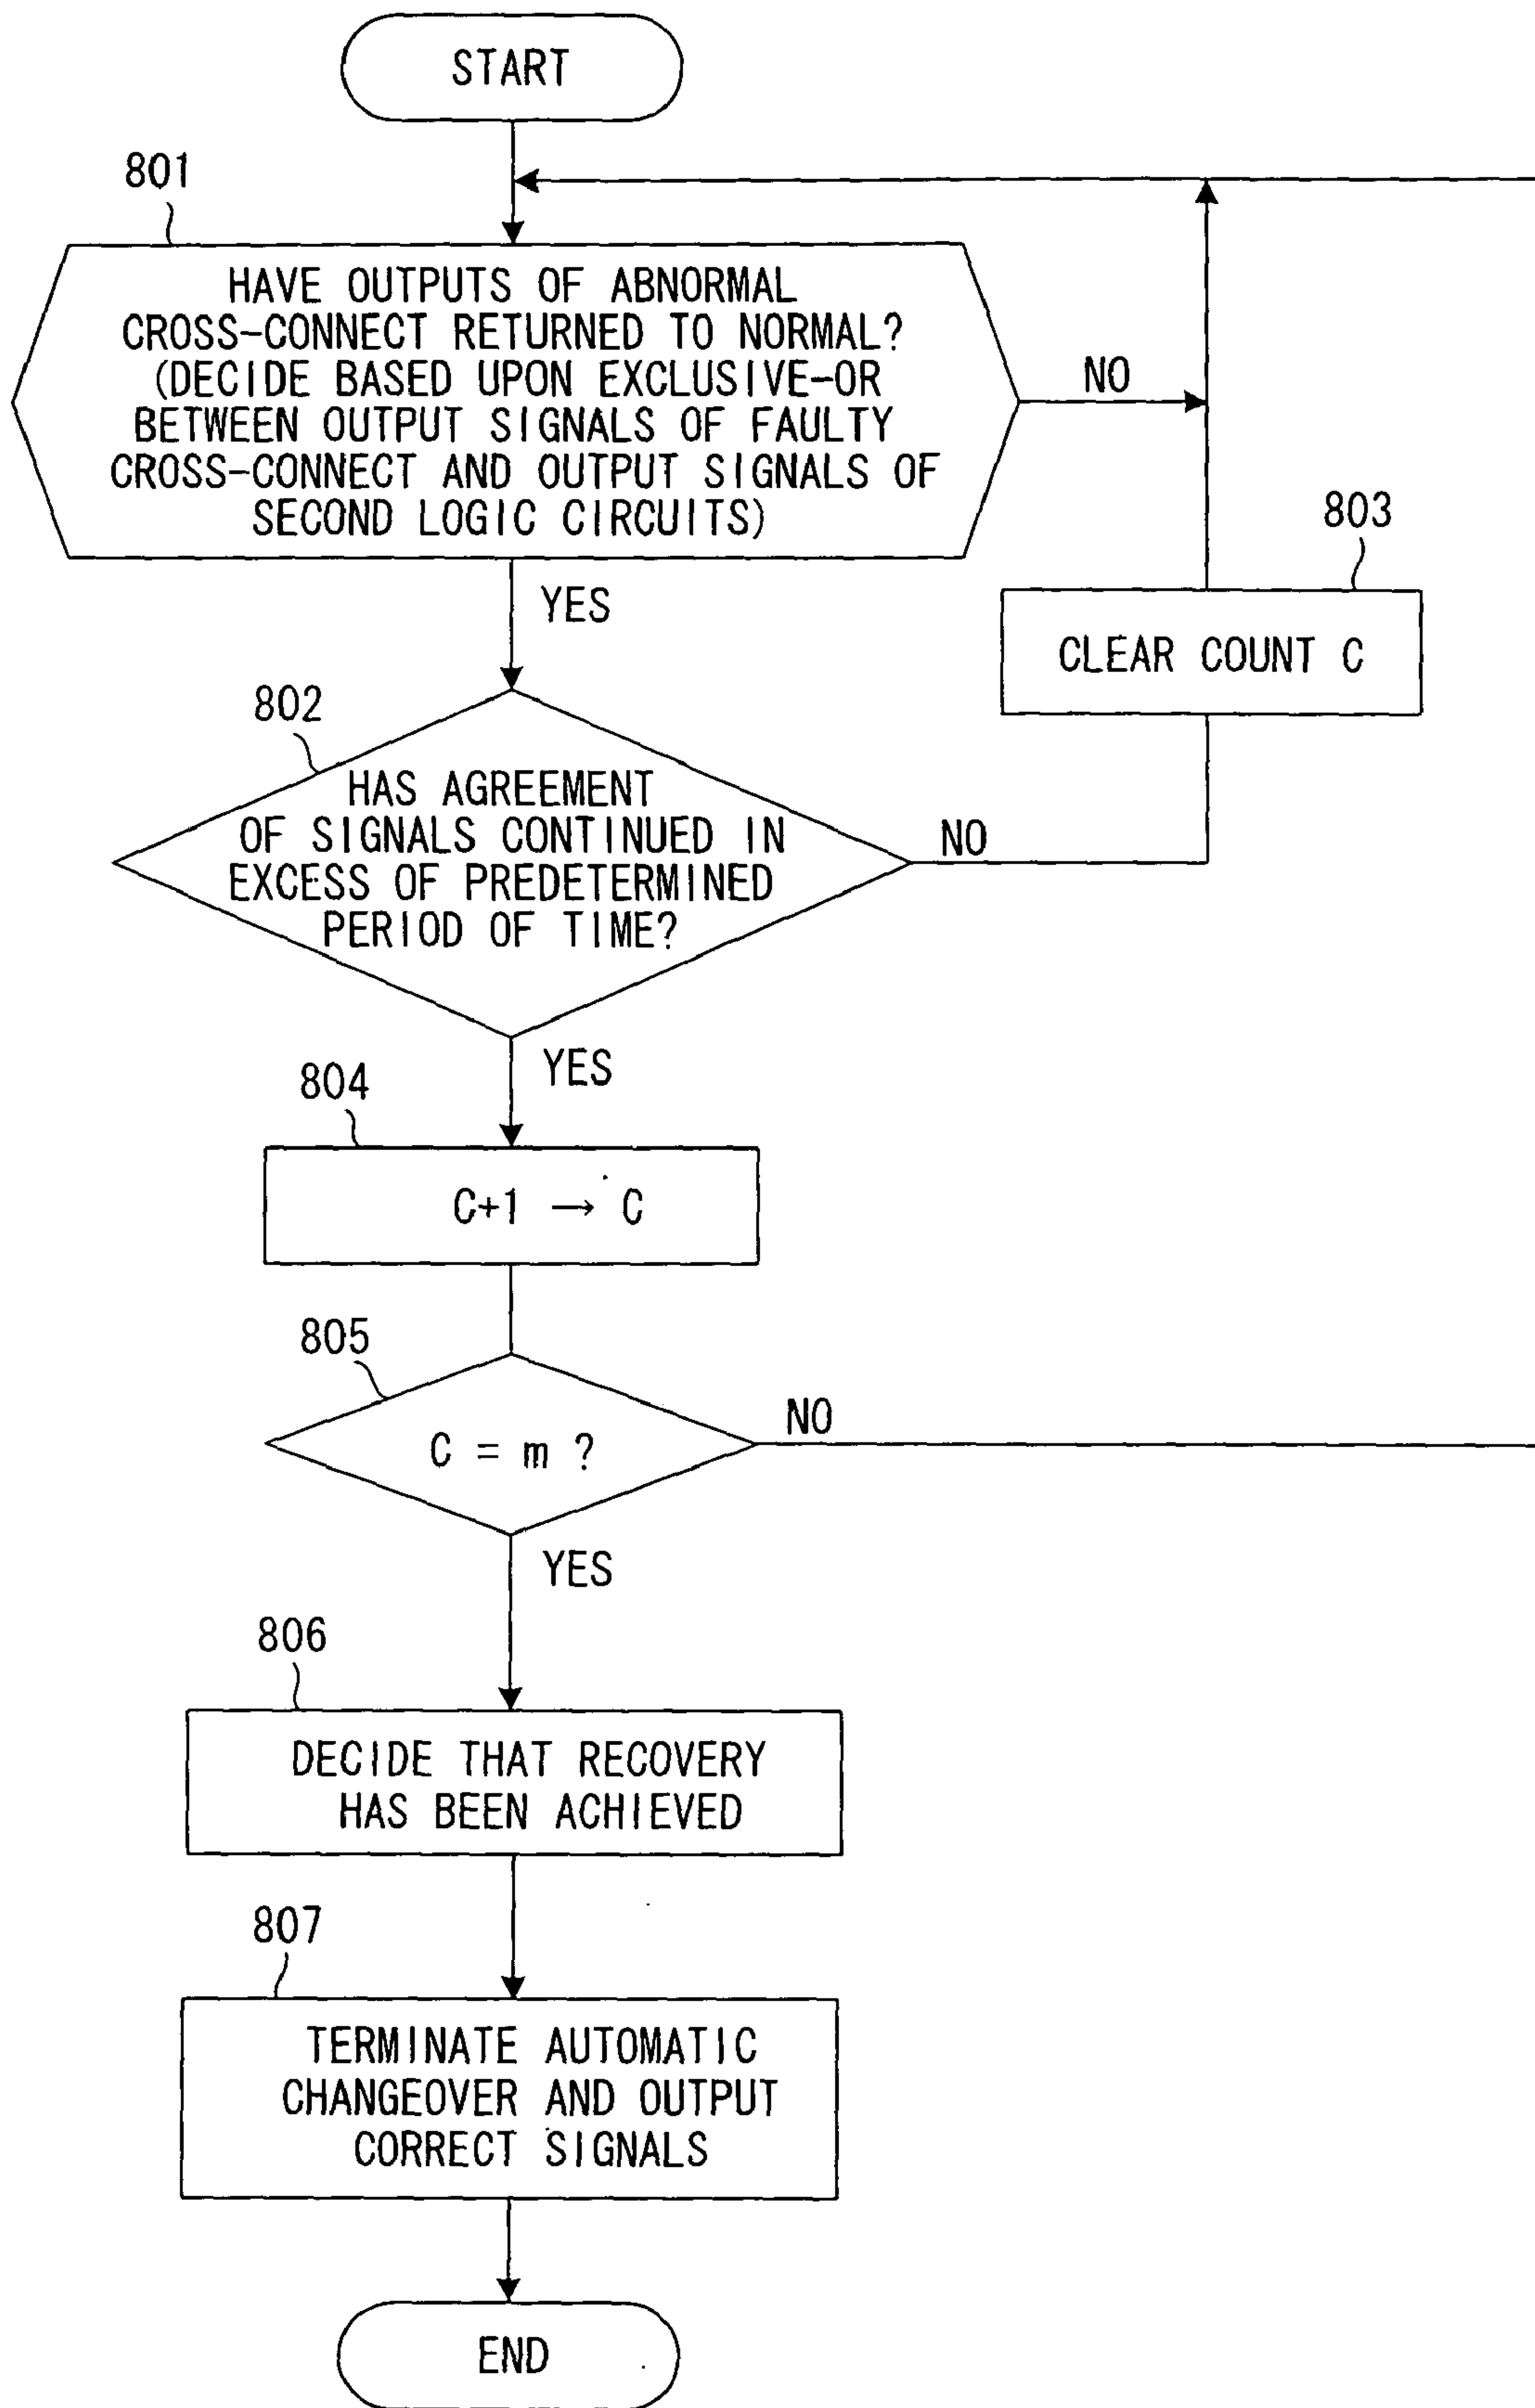 START
801
HAVE OUTPUTS OF ABNORMAL
CROSS-CONNECT RETURNED TO NORMAL?
(DECIDE BASED UPON EXCLUSIVE-OR
BETWEEN OUTPUT SIGNALS OF FAULTY
CROSS-CONNECT AND OUTPUT SIGNALS OF
SECOND LOGIC CIRCUITS)
NO
YES
803
CLEAR COUNT C
802
HAS AGREEMENT
OF SIGNALS CONTINUED IN
EXCESS OF PREDETERMINED
PERIOD OF TIME?
NO
YES
804
C+1 → C
805
C = m ?
NO
YES
806
DECIDE THAT RECOVERY
HAS BEEN ACHIEVED
807
TERMINATE AUTOMATIC
CHANGEOVER AND OUTPUT
CORRECT SIGNALS
END